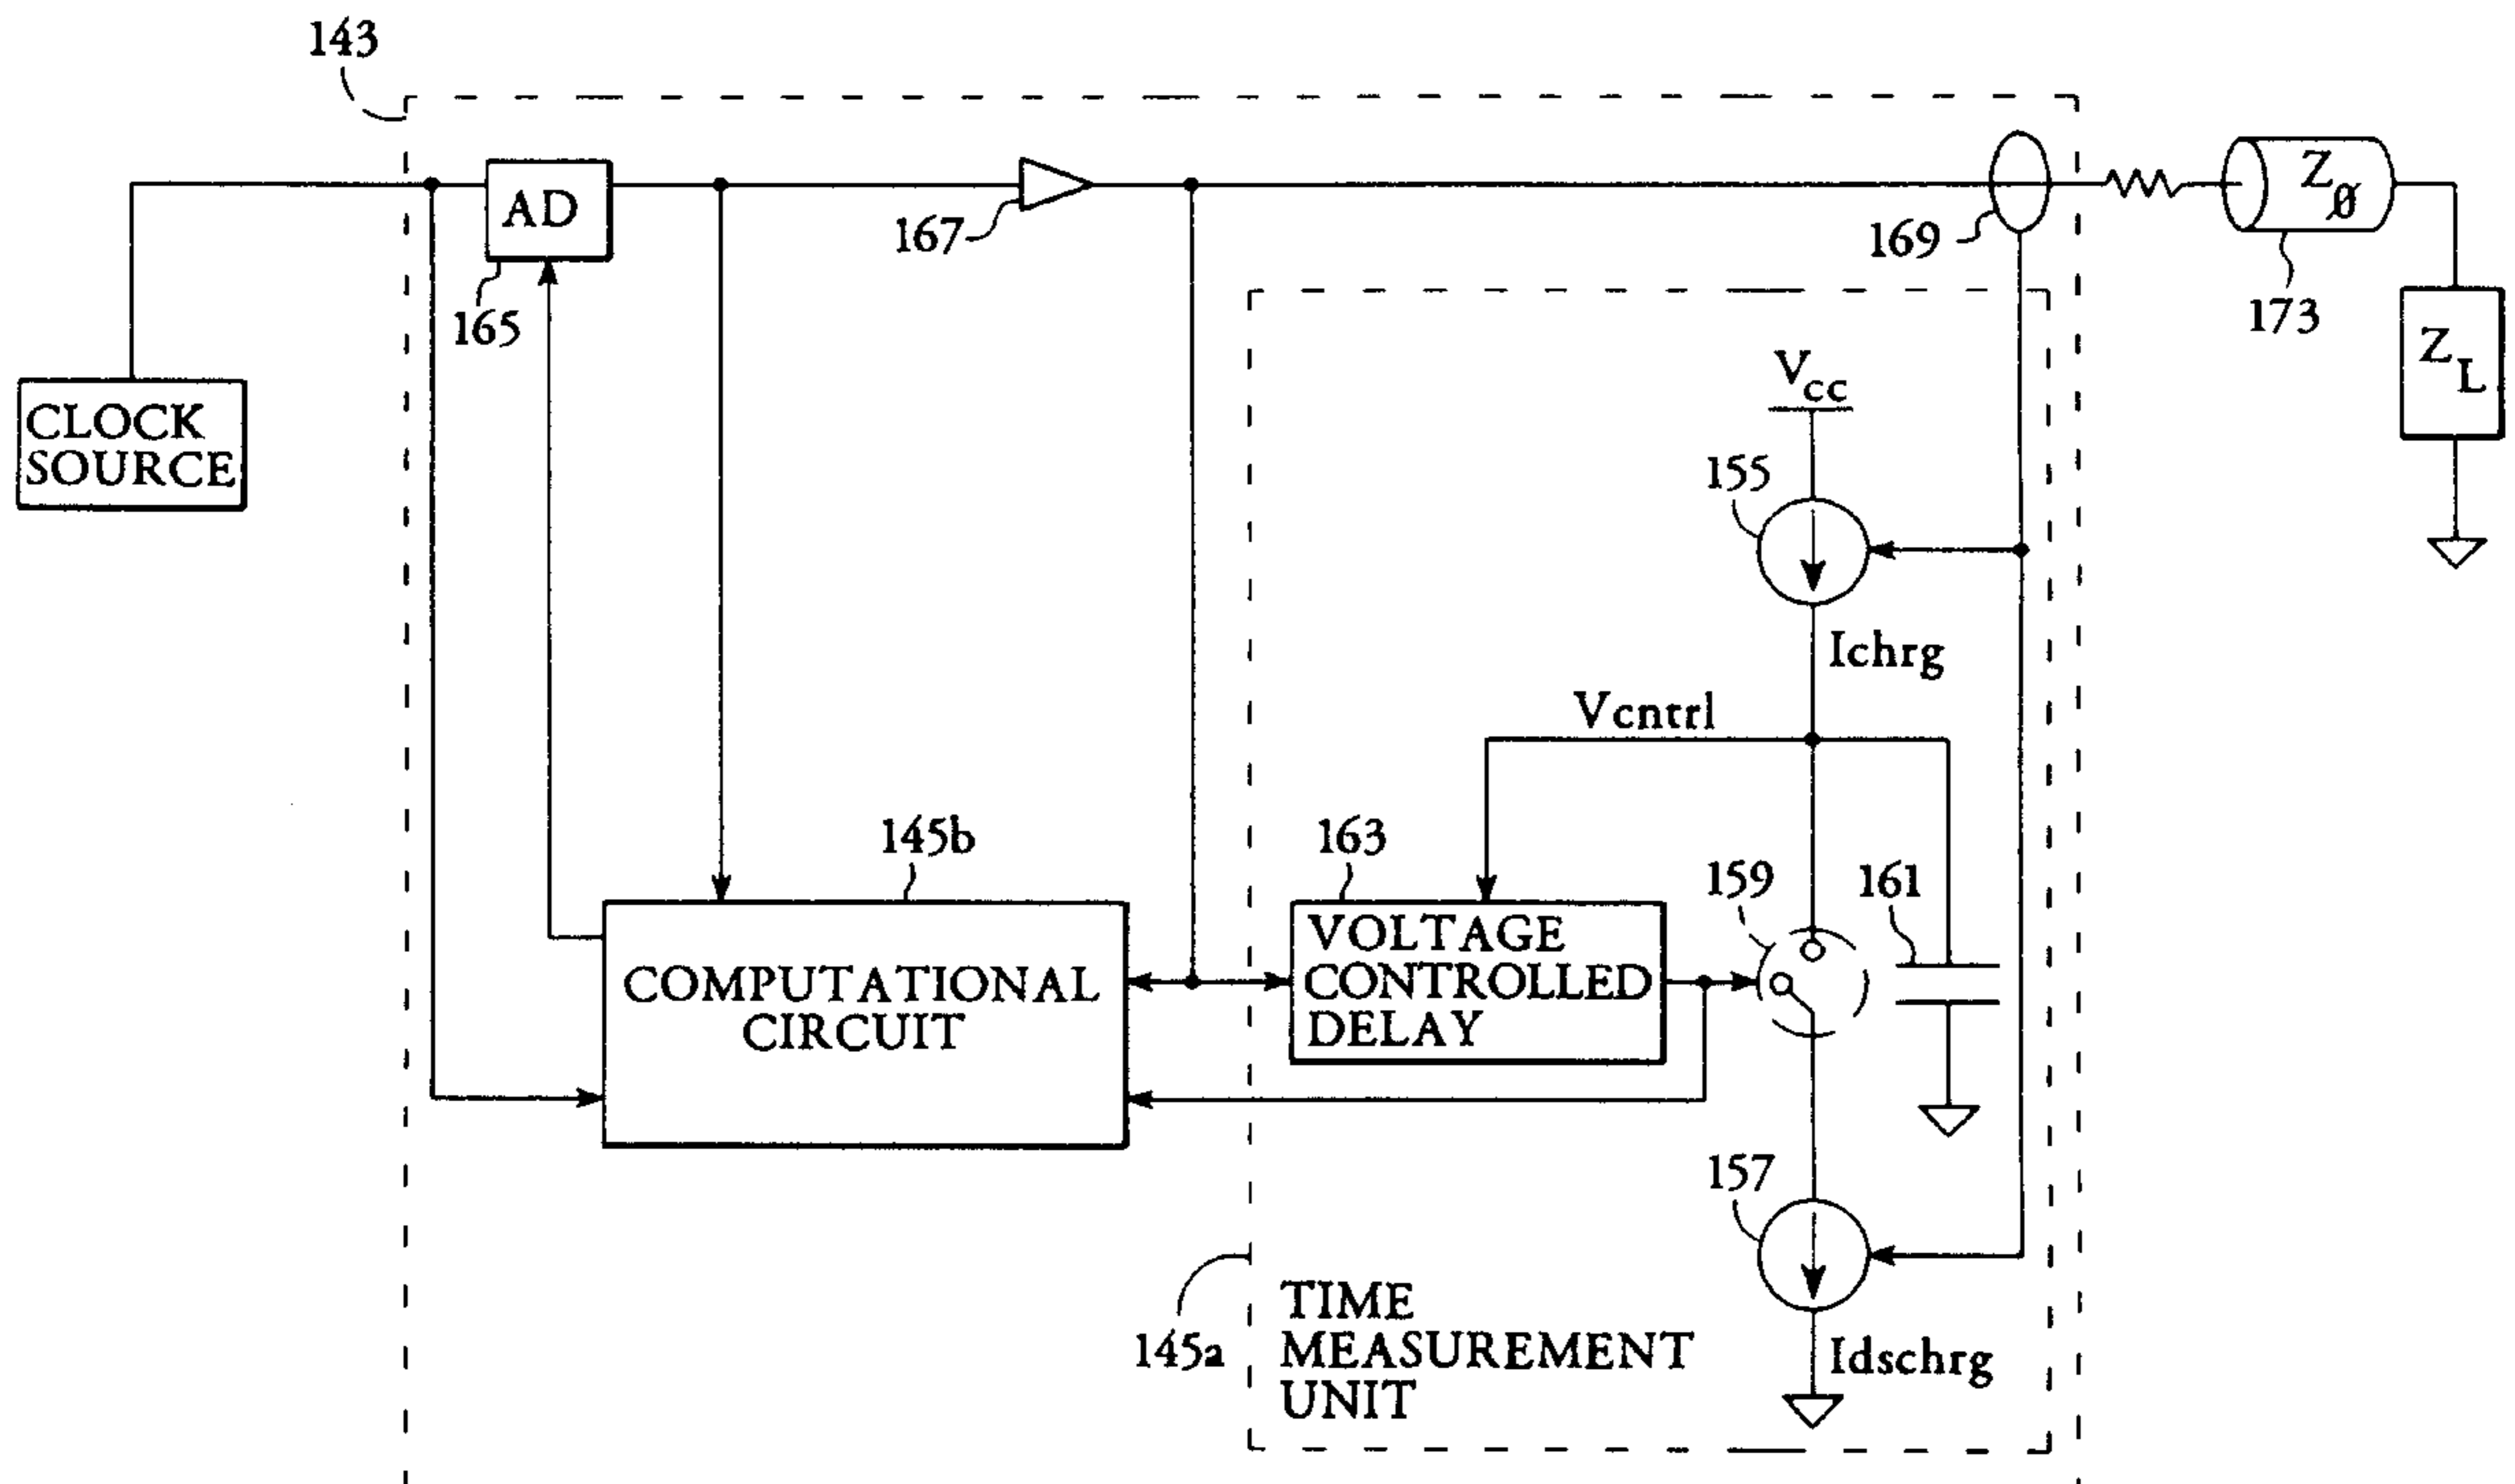 143
AD
167
169
Zø
173
165
CLOCK
SOURCE
ZL
Vcc
155
Ichrg
Vcntrl
145b
163
159
161
COMPUTATIONAL
CIRCUIT
VOLTAGE
CONTROLLED
DELAY
157
145a
TIME
MEASUREMENT
UNIT
Idschrg